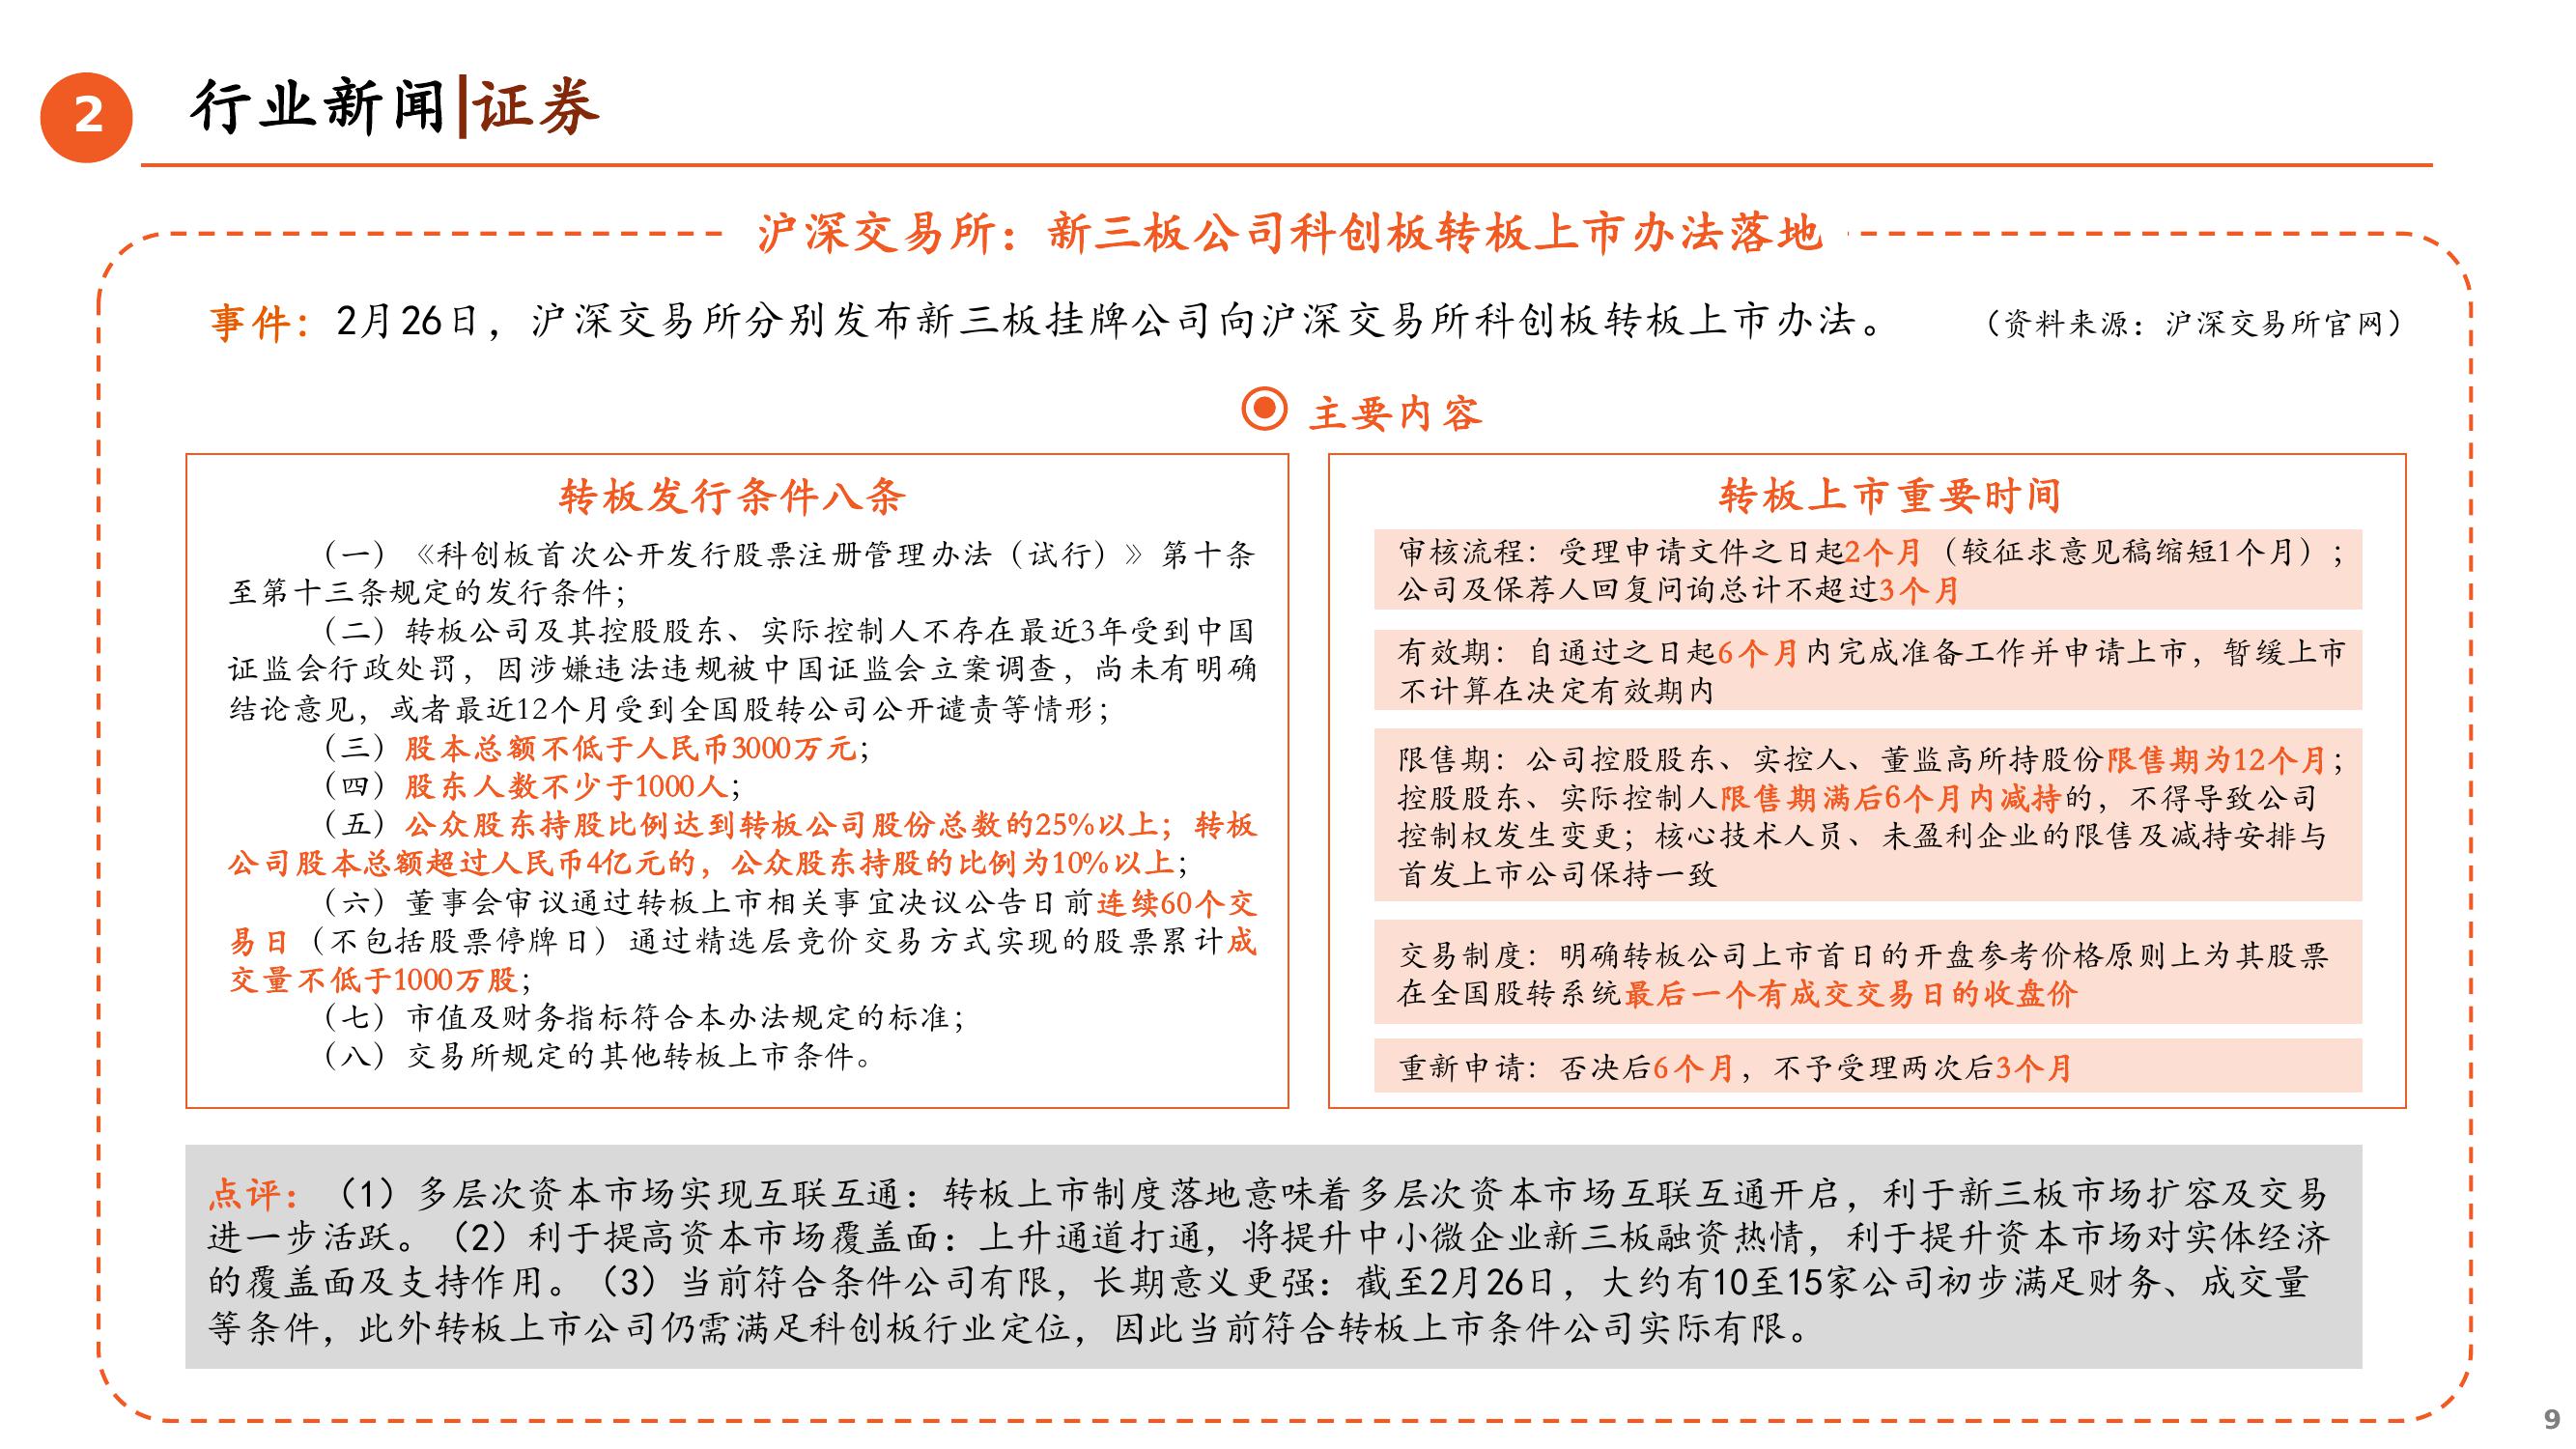 2
行业新闻|证券
沪深交易所：新三板公司科创板转板上市办法落地
事件：2月26日，沪深交易所分别发布新三板挂牌公司向沪深交易所科创板转板上市办法。 （资料来源：沪深交易所官网）
主要内容
转板发行条件八条
（一）《科创板首次公开发行股票注册管理办法（试行）》第十条
至第十三条规定的发行条件；
（二）转板公司及其控股股东、实际控制人不存在最近3年受到中国
证监会行政处罚，因涉嫌违法违规被中国证监会立案调查，尚未有明确
结论意见，或者最近12个月受到全国股转公司公开谴责等情形；
（三）股本总额不低于人民币3000万元；
（四）股东人数不少于1000人；
（五）公众股东持股比例达到转板公司股份总数的25%以上；转板
公司股本总额超过人民币4亿元的，公众股东持股的比例为10%以上；
（六）董事会审议通过转板上市相关事宜决议公告日前连续60个交
易日（不包括股票停牌日）通过精选层竞价交易方式实现的股票累计成
交量不低于1000万股；
（七）市值及财务指标符合本办法规定的标准；
（八）交易所规定的其他转板上市条件。
转板上市重要时间
审核流程：受理申请文件之日起2个月（较征求意见稿缩短1个月）；
公司及保荐人回复问询总计不超过3个月
有效期：自通过之日起6个月内完成准备工作并申请上市，暂缓上市
不计算在决定有效期内
限售期：公司控股股东、实控人、董监高所持股份限售期为12个月；
控股股东、实际控制人限售期满后6个月内减持的，不得导致公司
控制权发生变更；核心技术人员、未盈利企业的限售及减持安排与
首发上市公司保持一致
交易制度：明确转板公司上市首日的开盘参考价格原则上为其股票
在全国股转系统最后一个有成交交易日的收盘价
重新申请：否决后6个月，不予受理两次后3个月
点评：（1）多层次资本市场实现互联互通：转板上市制度落地意味着多层次资本市场互联互通开启，利于新三板市场扩容及交易
进一步活跃。（2）利于提高资本市场覆盖面：上升通道打通，将提升中小微企业新三板融资热情，利于提升资本市场对实体经济
的覆盖面及支持作用。（3）当前符合条件公司有限，长期意义更强：截至2月26日，大约有10至15家公司初步满足财务、成交量
等条件，此外转板上市公司仍需满足科创板行业定位，因此当前符合转板上市条件公司实际有限。
9